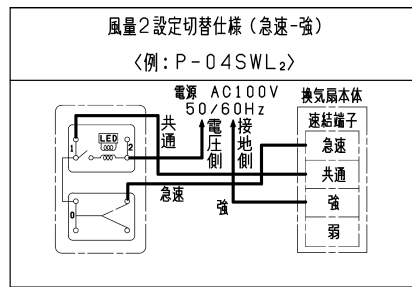 風量2設定切替仕様(急速-強)
〈例:P-04SWL₂〉
電源 AC100V
50/60Hz
換気扇本体
速結端子
共通
電圧側
接地側
LED
1
2
急速
共通
強
弱
0
急速
強